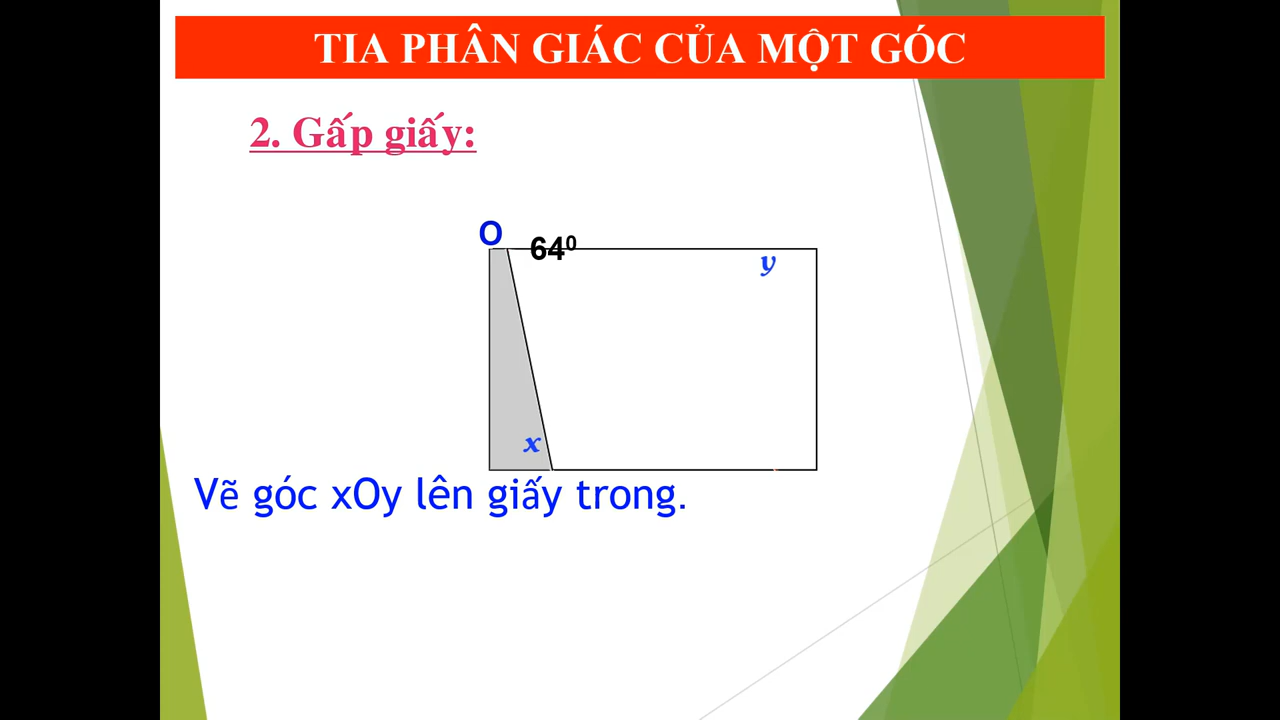 TIA PHÂN GIÁC CỦA MỘT GÓC
2. Gấp giấy:
O
64⁰
y
x
Vẽ góc xOy lên giấy trong.